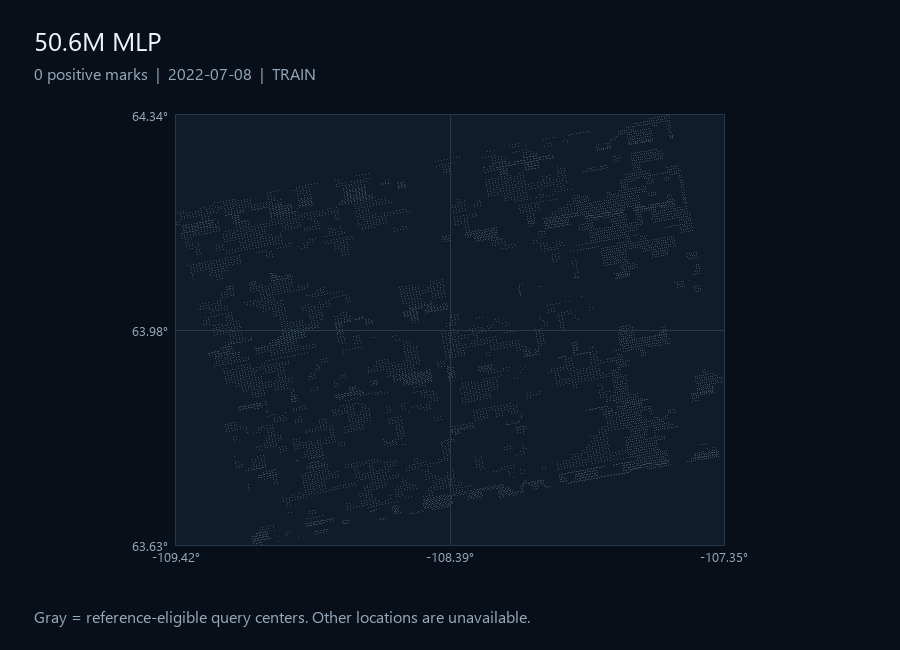 50.6M MLP
0 positive marks | 2022-07-08 | TRAIN
64.34°
63.98°
63.63°
-109.42°
-108.39°
-107.35°
Gray = reference-eligible query centers. Other locations are unavailable.